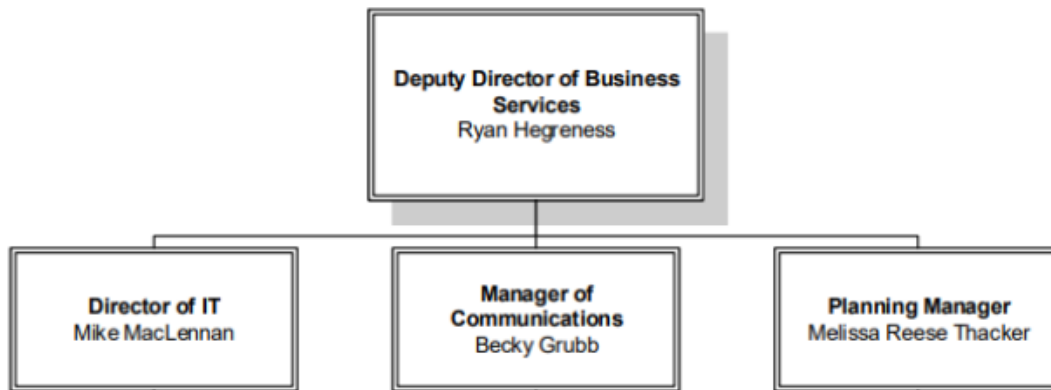 Deputy Director of Business
Services
Ryan Hegreness
Director of IT
Mike MacLennan
Manager of
Communications
Becky Grubb
Planning Manager
Melissa Reese Thacker